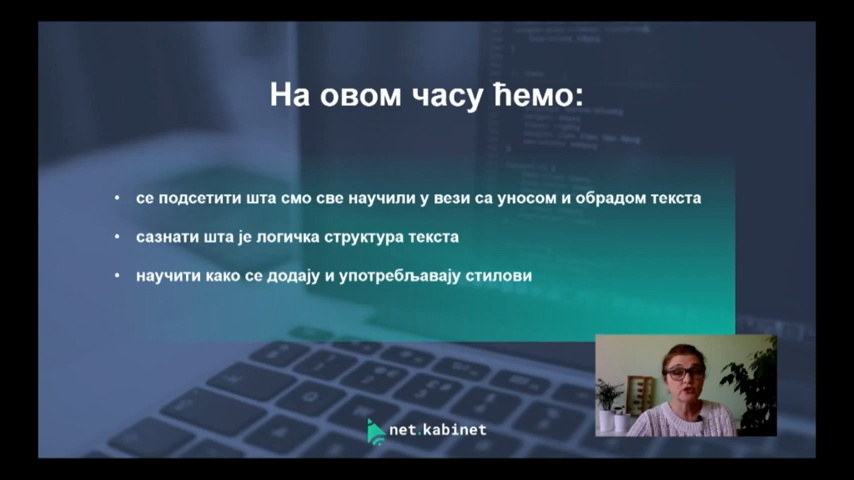 На овом часу ћемо:
• се подсетити шта смо све научили у вези са уносом и обрадом текста
• сазнати шта је логичка структура текста
• научити како се додају и употребљавају стилови
net.kabinet